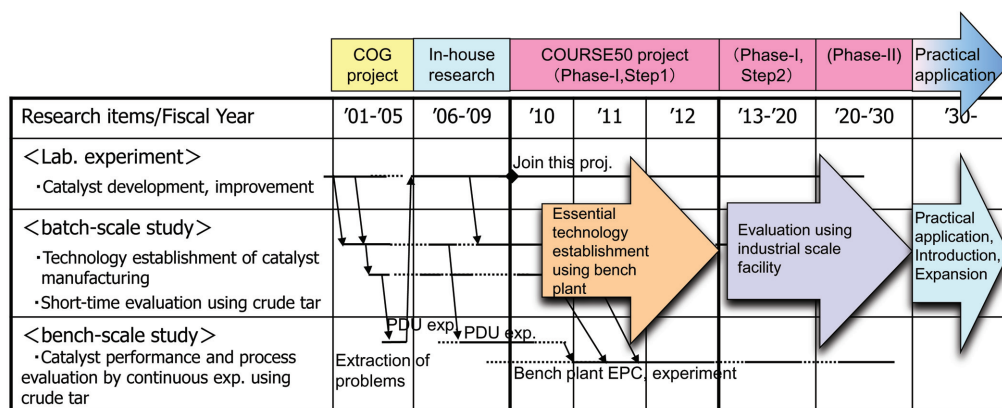 COG project
In-house research
COURSE50 project
（Phase-I,Step1）
(Phase-I, Step2)
(Phase-II)
Practical application
Research items/Fiscal Year
’01-’05
’06-’09
’10
’11
’12
’13-’20
’20-’30
’30-
＜Lab. experiment＞
・Catalyst development, improvement
Join this proj.
＜batch-scale study＞
・Technology establishment of catalyst
manufacturing
・Short-time evaluation using crude tar
Essential
technology
establishment
using bench
plant
Evaluation using
industrial scale
facility
Practical
application,
Introduction,
Expansion
＜bench-scale study＞
・Catalyst performance and process
evaluation by continuous exp. using
crude tar
PDU exp.
PDU exp.
Extraction of
problems
Bench plant EPC, experiment